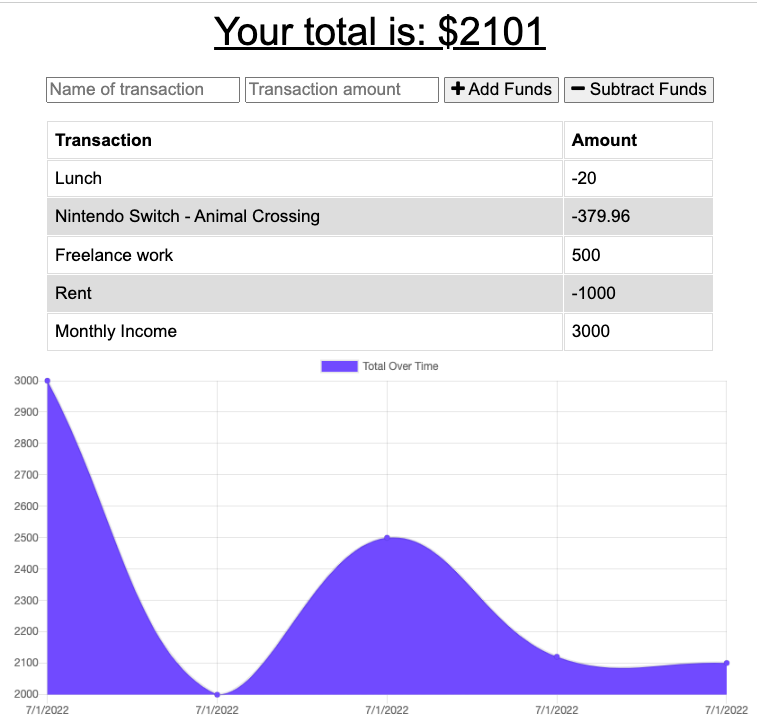 Your total is: $2101
Name of transaction Transaction amount Add Funds Subtract Funds
Transaction Amount
Lunch -20
Nintendo Switch - Animal Crossing -379.96
Freelance work 500
Rent -1000
Monthly Income 3000
Total Over Time
3000
2900
2800
2700
2600
2500
2400
2300
2200
2100
2000
7/1/2022 7/1/2022 7/1/2022 7/1/2022 7/1/2022